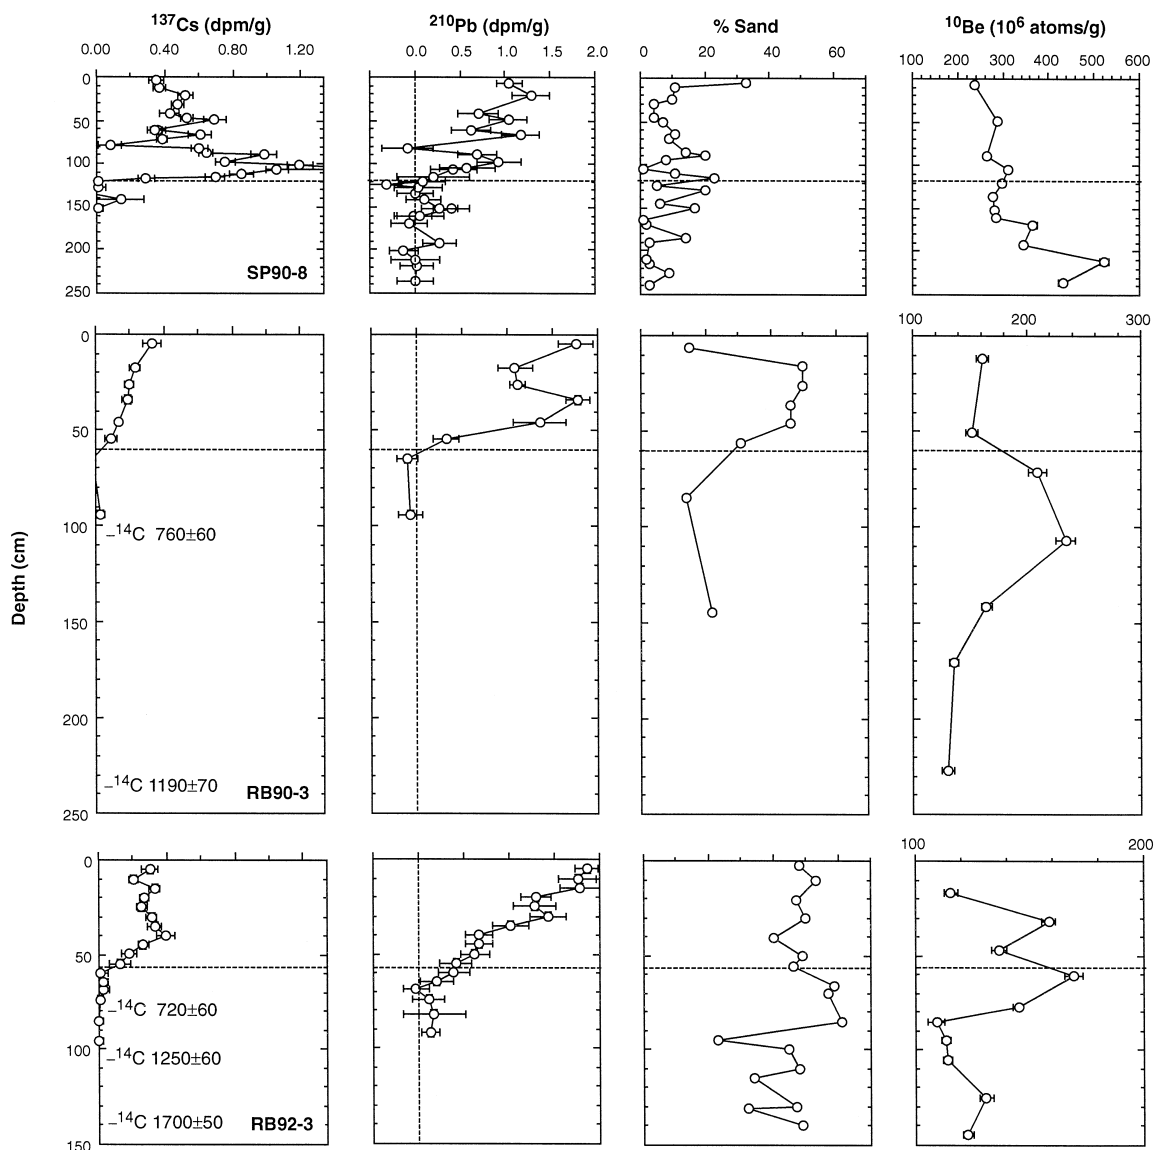 137Cs (dpm/g) 210Pb (dpm/g) % Sand 10Be (106 atoms/g)
0.00 0.40 0.80 1.20 0.0 0.5 1.0 1.5 2.0 0 20 40 60 100 200 300 400 500 600
0
50
100
150
200
250
SP90-8
100 200 300
0
50
100
150
200
250
–14C 760±60
–14C 1190±70
RB90-3
Depth (cm)
100 200
0
50
100
150
–14C 720±60
–14C 1250±60
–14C 1700±50
RB92-3